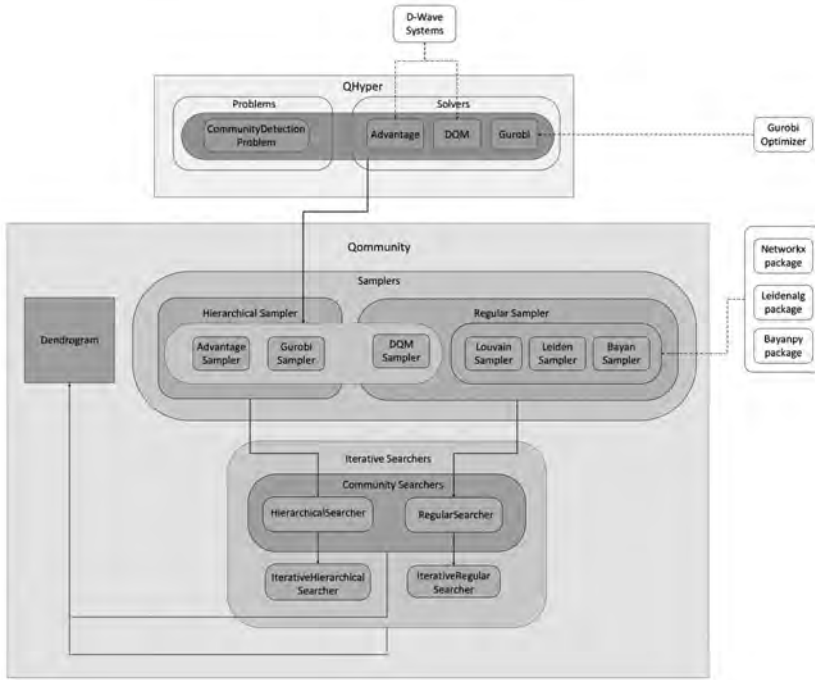 D-Wave
Systems
QHyper
Problems
Solvers
CommunityDetection
Problem
Advantage
DQM
Gurobi
Gurobi
Optimizer
Qommunity
Samplers
Networkx
package
Leidenalg
package
Bayanpy
package
Hierarchical Sampler
Regular Sampler
Dendrogram
Advantage
Sampler
Gurobi
Sampler
DQM
Sampler
Louvain
Sampler
Leiden
Sampler
Bayan
Sampler
Iterative Searchers
Community Searchers
HierarchicalSearcher
RegularSearcher
IterativeHierarchical
Searcher
IterativeRegular
Searcher